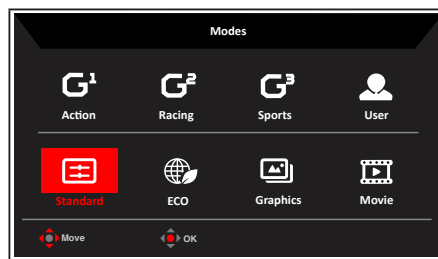 Modes
G¹ G² G³
Action Racing Sports User
Standard ECO Graphics Movie
Move OK